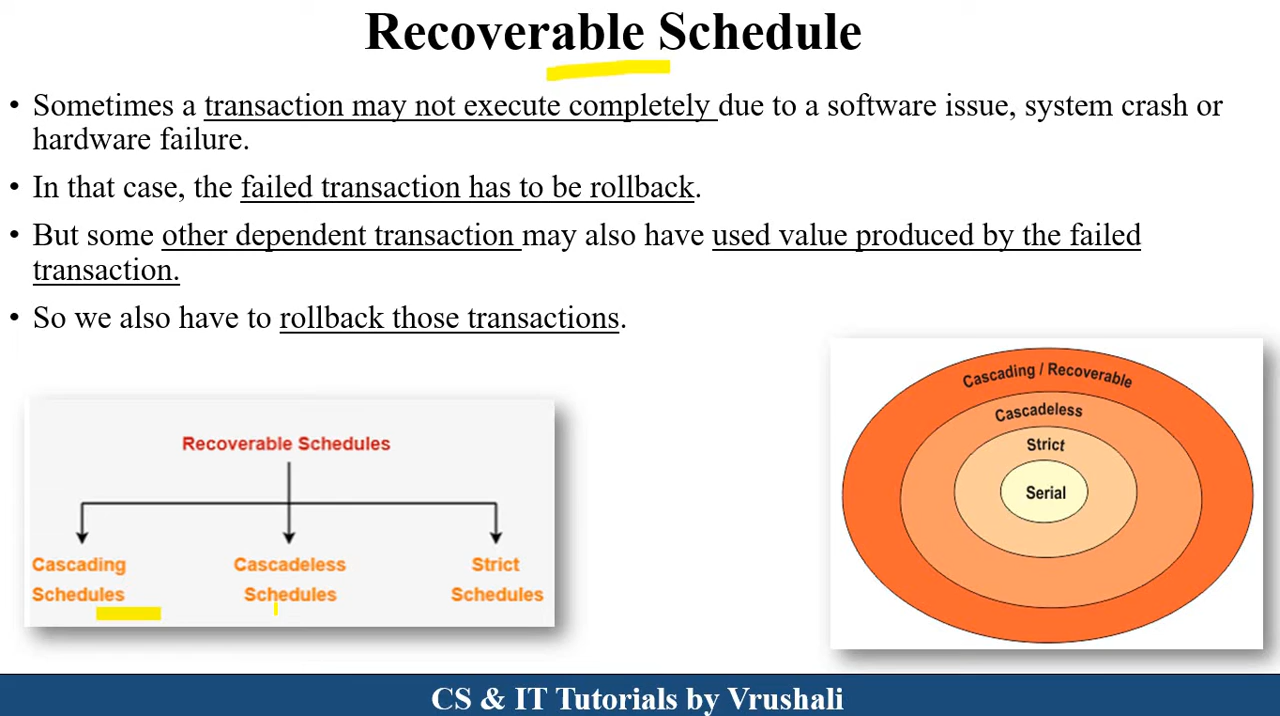 Recoverable Schedule
• Sometimes a transaction may not execute completely due to a software issue, system crash or
hardware failure.
• In that case, the failed transaction has to be rollback.
• But some other dependent transaction may also have used value produced by the failed
transaction.
• So we also have to rollback those transactions.
Recoverable Schedules
Cascading
Schedules
Cascadeless
Schedules
Strict
Schedules
Cascading / Recoverable
Cascadeless
Strict
Serial
CS & IT Tutorials by Vrushali